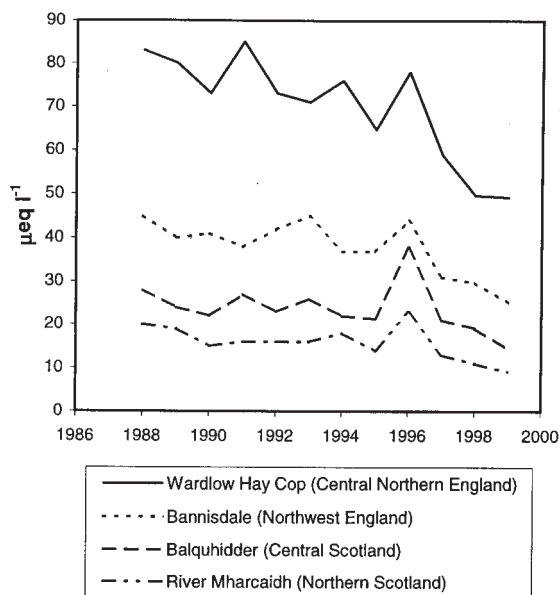 90
80
70
60
50
40
30
20
10
0
µeq l⁻¹
1986 1988 1990 1992 1994 1996 1998 2000
Wardlow Hay Cop (Central Northern England)
Bannisdale (Northwest England)
Balquhidder (Central Scotland)
River Mharcaidh (Northern Scotland)